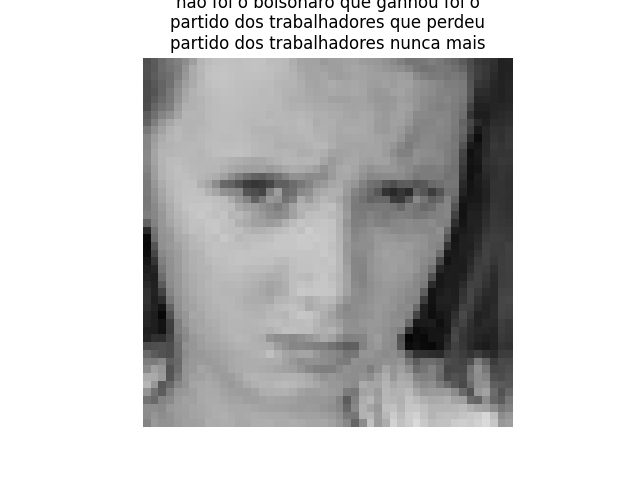 não foi o bolsonaro que ganhou foi o
partido dos trabalhadores que perdeu
partido dos trabalhadores nunca mais